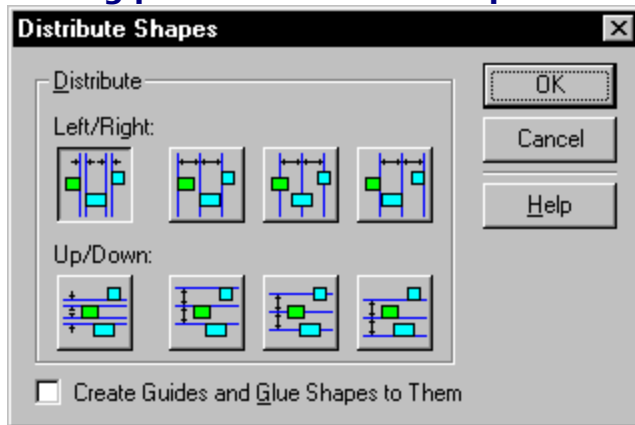 Distribute Shapes
Distribute
OK
Left/Right:
Cancel
Help
Up/Down:
Create Guides and Glue Shapes to Them